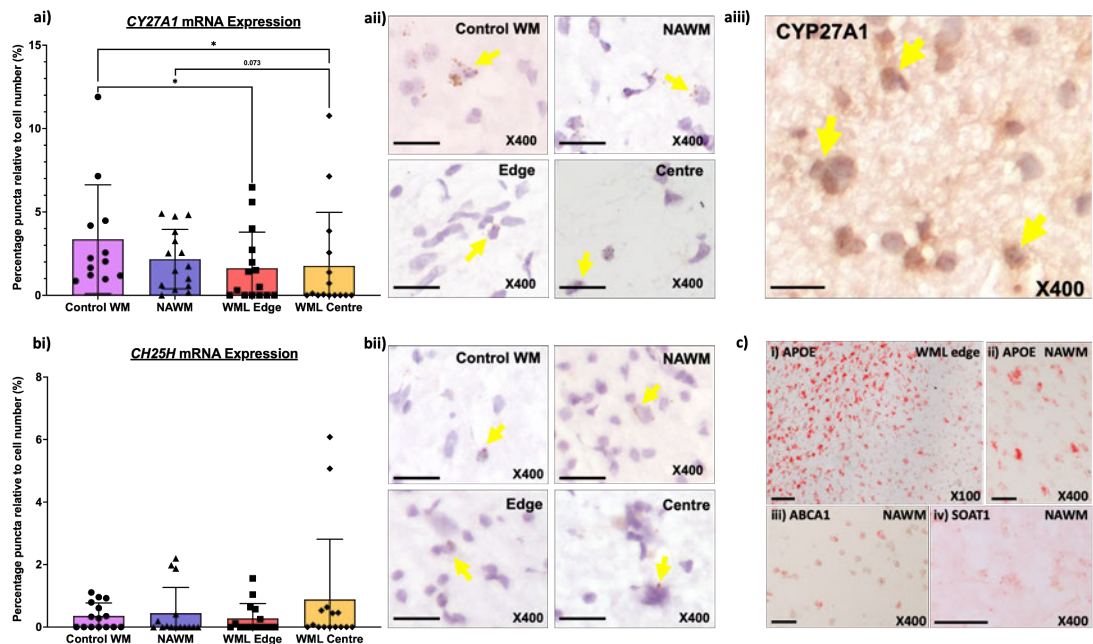 ai)
CY27A1 mRNA Expression
Percentage puncta relative to cell number (%)
15
10
5
0
*
0.073
*
Control WM
NAWM
WML Edge
WML Centre
aii)
Control WM
X400
NAWM
X400
Edge
X400
Centre
X400
aiii)
CYP27A1
X400
bi)
CH25H mRNA Expression
Percentage puncta relative to cell number (%)
8
6
4
2
0
Control WM
NAWM
WML Edge
WML Centre
bii)
Control WM
X400
NAWM
X400
Edge
X400
Centre
X400
c)
i) APOE WML edge
X100
ii) APOE NAWM
X400
iii) ABCA1 NAWM
X400
iv) SOAT1 NAWM
X400